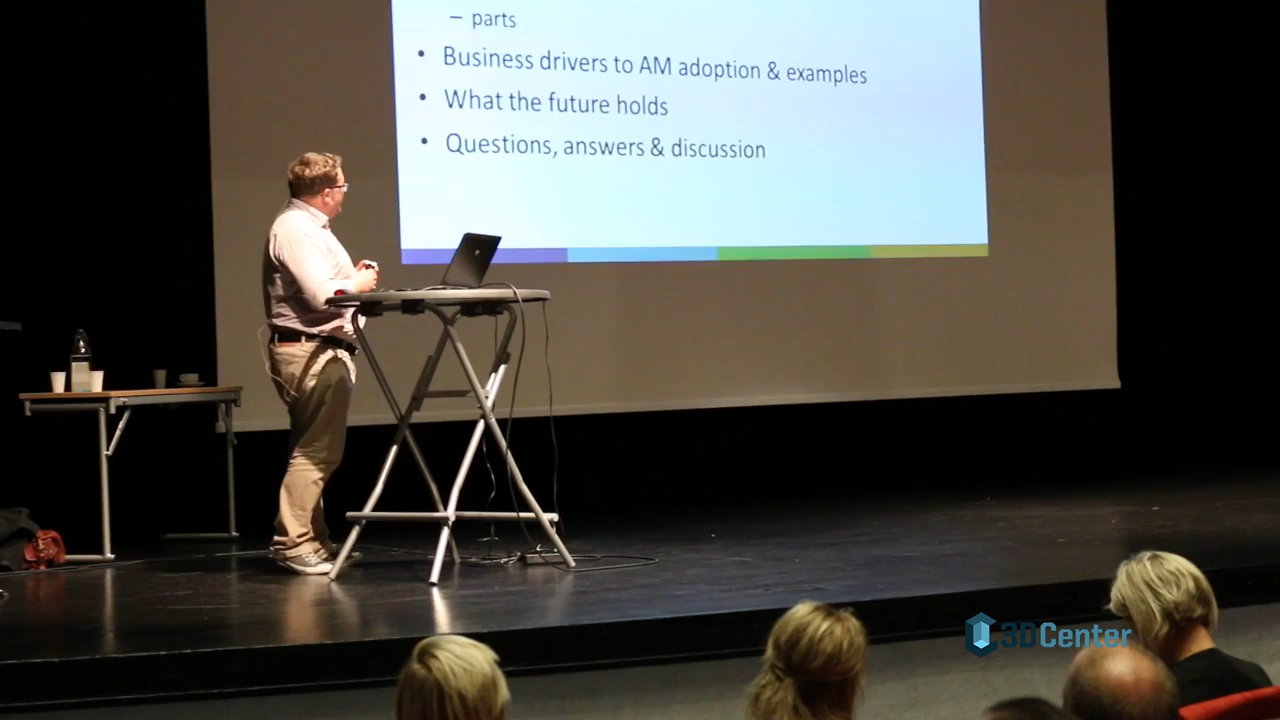 – parts
• Business drivers to AM adoption & examples
• What the future holds
• Questions, answers & discussion
3DCenter